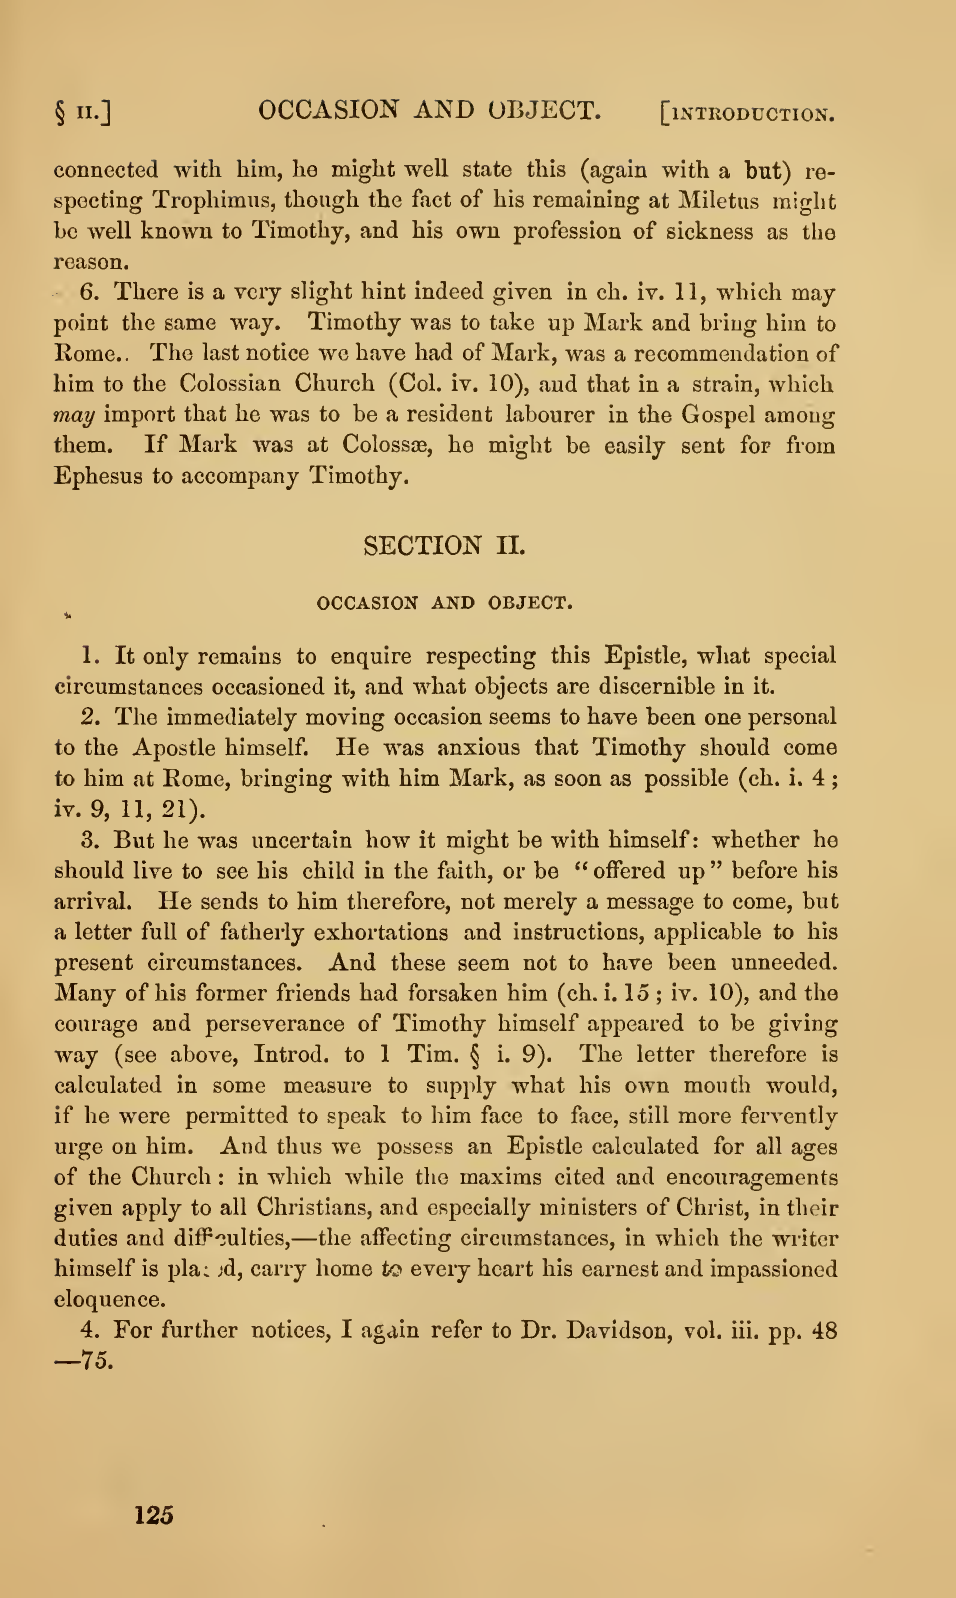 § II.] OCCASION AND OBJECT. [INTRODUCTION.
connected with him, he might well state this (again with a but) re-
specting Trophimus, though the fact of his remaining at Miletus might
be well known to Timothy, and his own profession of sickness as the
reason.
6. There is a very slight hint indeed given in ch. iv. 11, which may
point the same way. Timothy was to take up Mark and bring him to
Rome.. The last notice we have had of Mark, was a recommendation of
him to the Colossian Church (Col. iv. 10), and that in a strain, which
may import that he was to be a resident labourer in the Gospel among
them. If Mark was at Colossæ, he might be easily sent for from
Ephesus to accompany Timothy.
SECTION II.
OCCASION AND OBJECT.
1. It only remains to enquire respecting this Epistle, what special
circumstances occasioned it, and what objects are discernible in it.
2. The immediately moving occasion seems to have been one personal
to the Apostle himself. He was anxious that Timothy should come
to him at Rome, bringing with him Mark, as soon as possible (ch. i. 4;
iv. 9, 11, 21).
3. But he was uncertain how it might be with himself: whether he
should live to see his child in the faith, or be “offered up” before his
arrival. He sends to him therefore, not merely a message to come, but
a letter full of fatherly exhortations and instructions, applicable to his
present circumstances. And these seem not to have been unneeded.
Many of his former friends had forsaken him (ch. i. 15; iv. 10), and the
courage and perseverance of Timothy himself appeared to be giving
way (see above, Introd. to 1 Tim. § i. 9). The letter therefore is
calculated in some measure to supply what his own mouth would,
if he were permitted to speak to him face to face, still more fervently
urge on him. And thus we possess an Epistle calculated for all ages
of the Church: in which while the maxims cited and encouragements
given apply to all Christians, and especially ministers of Christ, in their
duties and difficulties,—the affecting circumstances, in which the writer
himself is placed, carry home to every heart his earnest and impassioned
eloquence.
4. For further notices, I again refer to Dr. Davidson, vol. iii. pp. 48
—75.
125